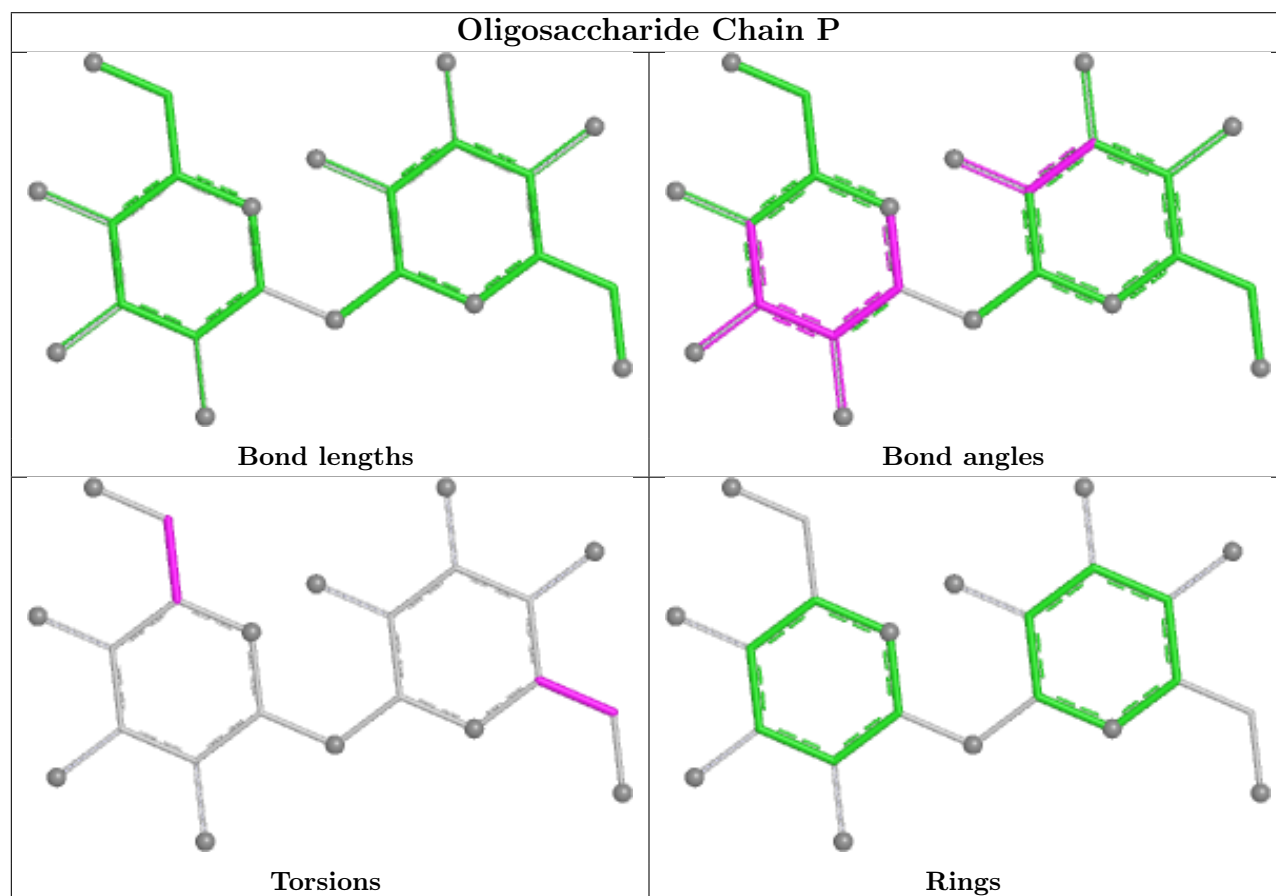 Oligosaccharide Chain P
Bond lengths
Bond angles
Torsions
Rings